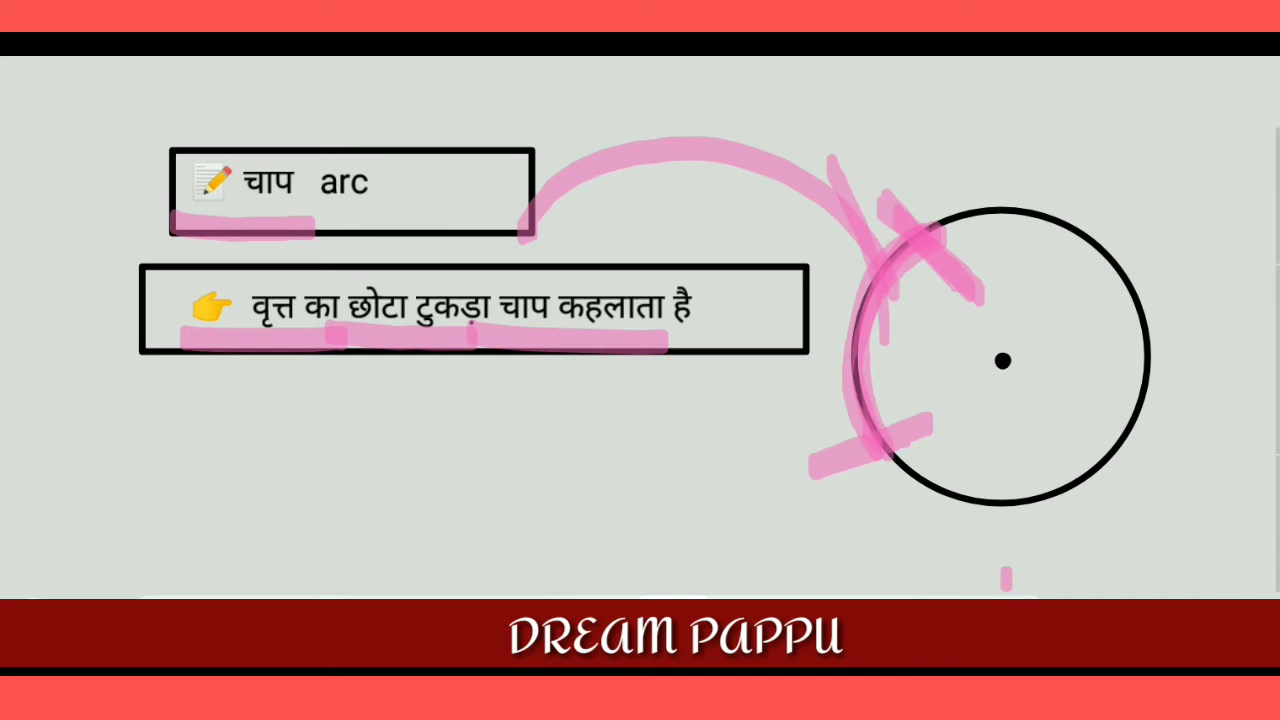 📝 चाप arc
👉 वृत्त का छोटा टुकड़ा चाप कहलाता है
DREAM PAPPU